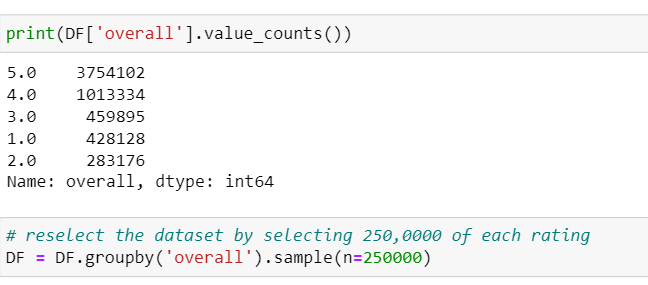 print(DF['overall'].value_counts())
5.0    3754102
4.0    1013334
3.0     459895
1.0     428128
2.0     283176
Name: overall, dtype: int64
# reselect the dataset by selecting 250,0000 of each rating
DF = DF.groupby('overall').sample(n=250000)